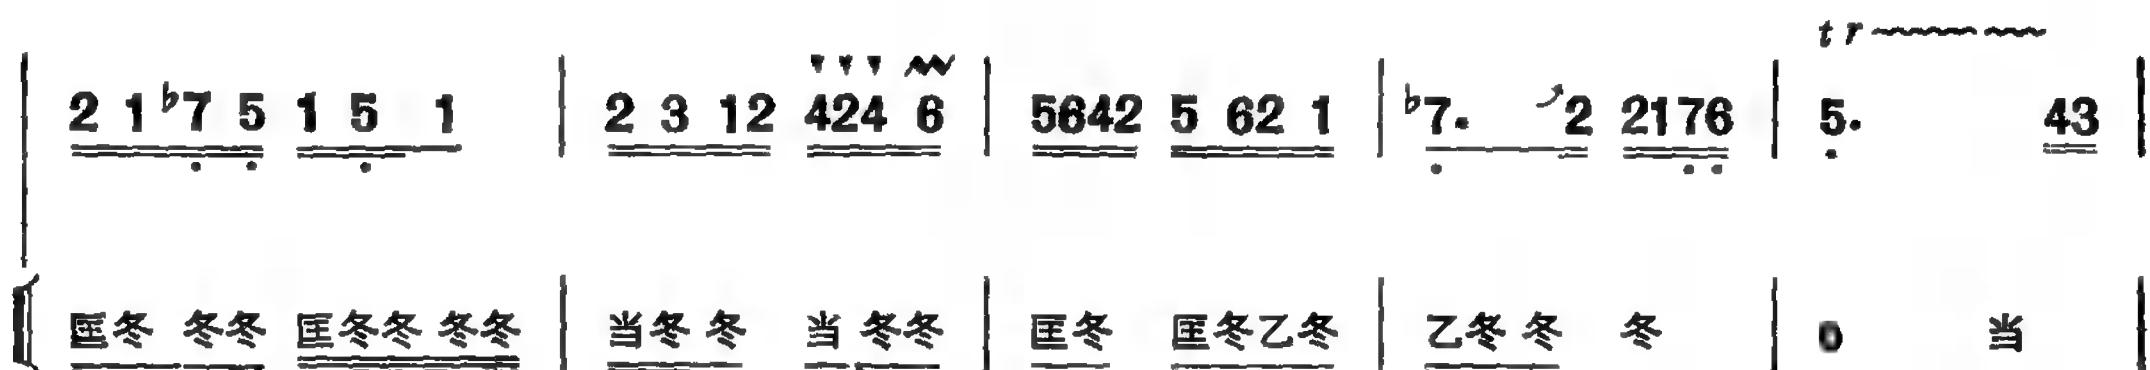 tr
2 1 ♭7 5 1 5 1 | 2 3 12 424 6 | 5642 5 62 1 | ♭7. 2 2176 | 5. 43 |
匡冬 冬冬 匡冬冬 冬冬 | 当冬 冬 当 冬冬 | 匡冬 匡冬乙冬 | 乙冬 冬 冬 | 0 当 |